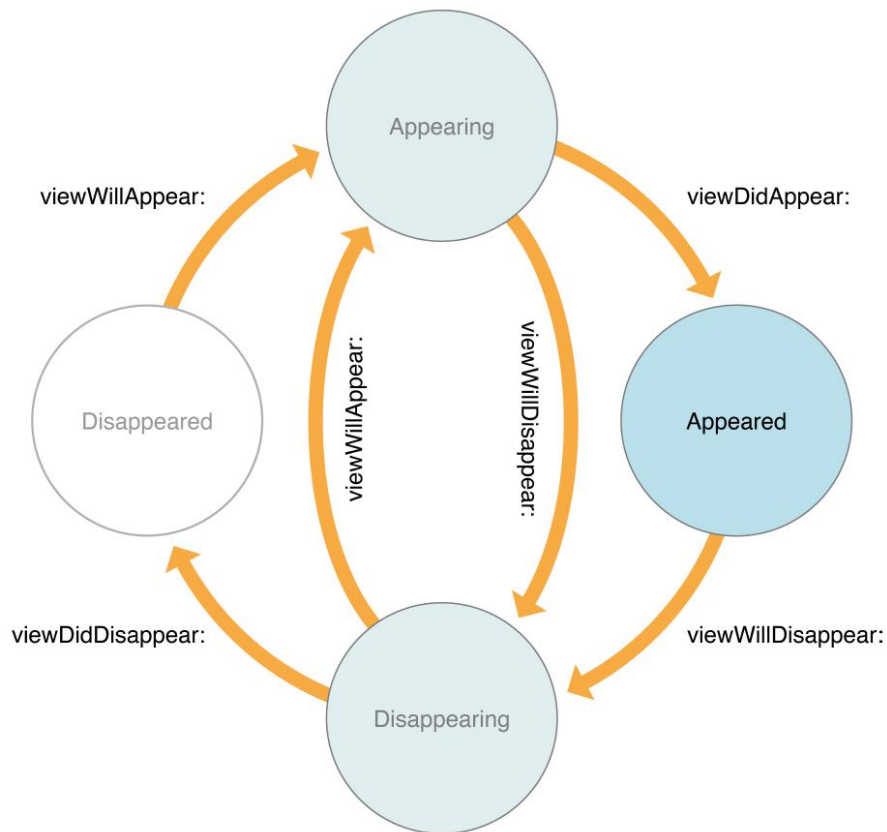 Appearing
viewWillAppear:
viewDidAppear:
viewWillAppear:
viewWillDisappear:
Disappeared
Appeared
viewDidDisappear:
viewWillDisappear:
Disappearing